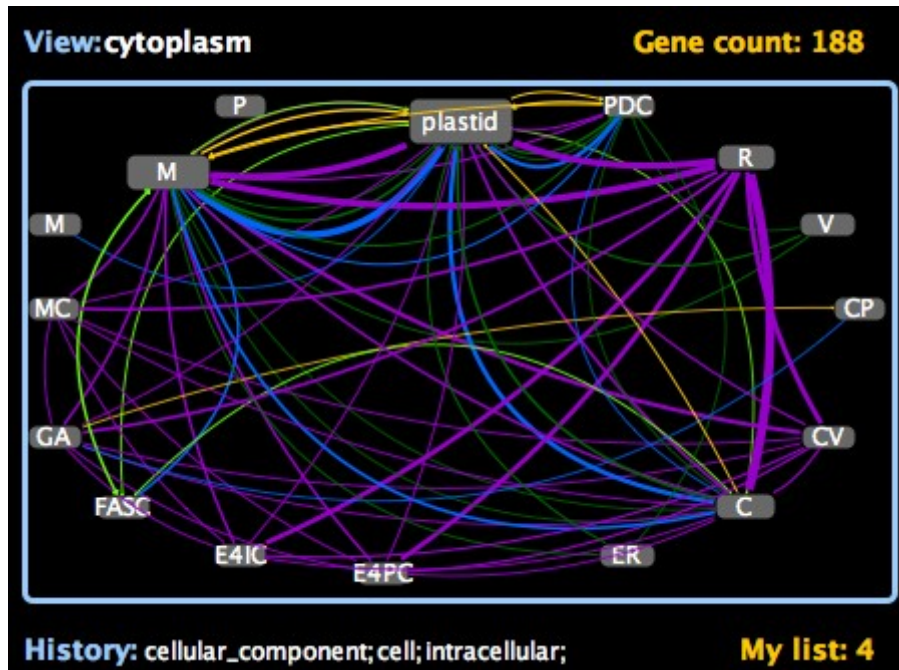 View:cytoplasm
Gene count: 188
P
plastid
PDC
M
R
M
V
MC
CP
GA
CV
FASC
C
E4IC
E4PC
ER
History: cellular_component;cell;intracellular;
My list: 4